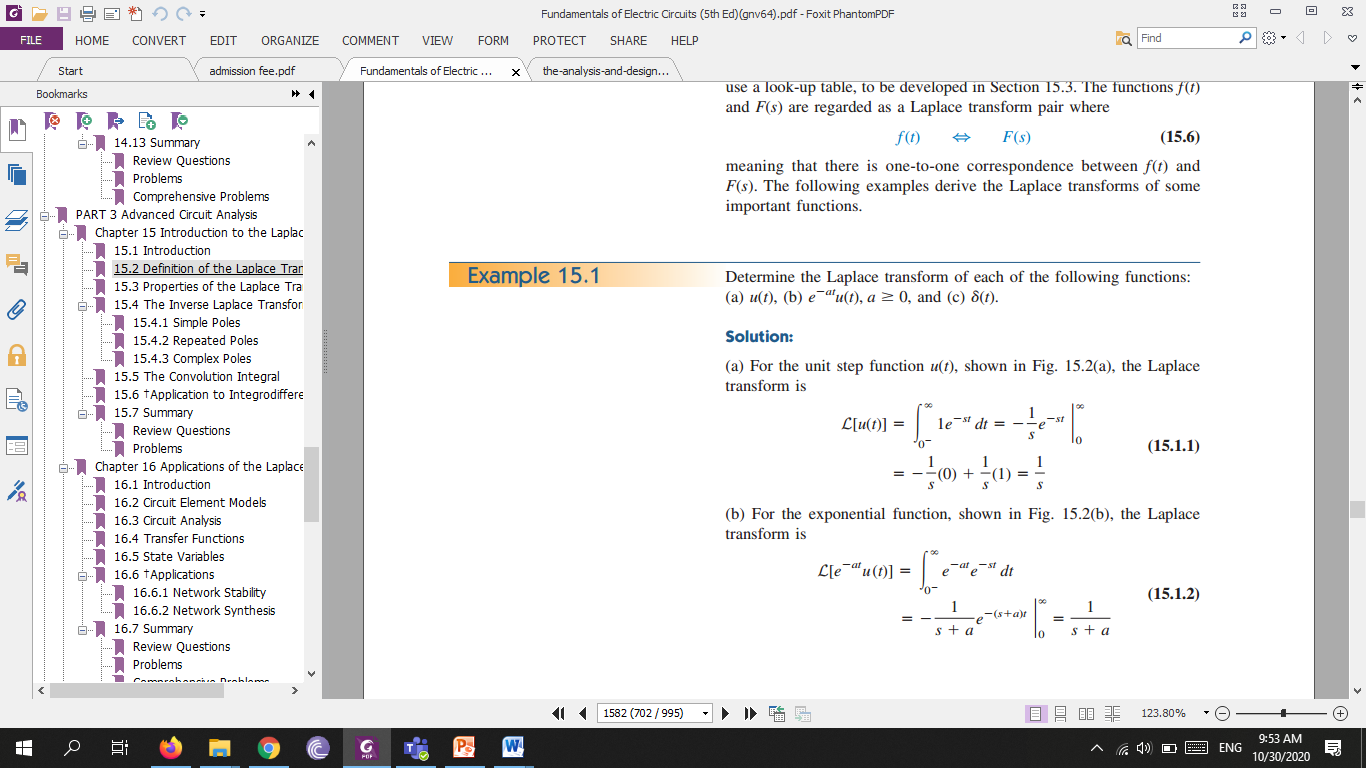 Fundamentals of Electric Circuits (5th Ed)(gnv64).pdf - Foxit PhantomPDF
FILE HOME CONVERT EDIT ORGANIZE COMMENT VIEW FORM PROTECT SHARE HELP Find
Start admission fee.pdf Fundamentals of Electric ... the-analysis-and-design...
Bookmarks
14.13 Summary
Review Questions
Problems
Comprehensive Problems
PART 3 Advanced Circuit Analysis
Chapter 15 Introduction to the Laplac
15.1 Introduction
15.2 Definition of the Laplace Tran
15.3 Properties of the Laplace Tra
15.4 The Inverse Laplace Transfor
15.4.1 Simple Poles
15.4.2 Repeated Poles
15.4.3 Complex Poles
15.5 The Convolution Integral
15.6 †Application to Integrodiffere
15.7 Summary
Review Questions
Problems
Chapter 16 Applications of the Laplace
16.1 Introduction
16.2 Circuit Element Models
16.3 Circuit Analysis
16.4 Transfer Functions
16.5 State Variables
16.6 †Applications
16.6.1 Network Stability
16.6.2 Network Synthesis
16.7 Summary
Review Questions
Problems
Comprehensive Problems
use a look-up table, to be developed in Section 15.3. The functions f(t)
and F(s) are regarded as a Laplace transform pair where
f(t) ⇔ F(s) (15.6)
meaning that there is one-to-one correspondence between f(t) and
F(s). The following examples derive the Laplace transforms of some
important functions.
Example 15.1
Determine the Laplace transform of each of the following functions:
(a) u(t), (b) e^−at u(t), a ≥ 0, and (c) δ(t).
Solution:
(a) For the unit step function u(t), shown in Fig. 15.2(a), the Laplace
transform is
ℒ[u(t)] = ∫_0^−^∞ 1e^−st dt = −1/s e^−st |_0^∞
= −1/s (0) + 1/s (1) = 1/s (15.1.1)
(b) For the exponential function, shown in Fig. 15.2(b), the Laplace
transform is
ℒ[e^−at u(t)] = ∫_0^−^∞ e^−at e^−st dt
= −1/(s + a) e^−(s+a)t |_0^∞ = 1/(s + a) (15.1.2)
1582 (702 / 995) 123.80%
PDF
ENG
9:53 AM
10/30/2020